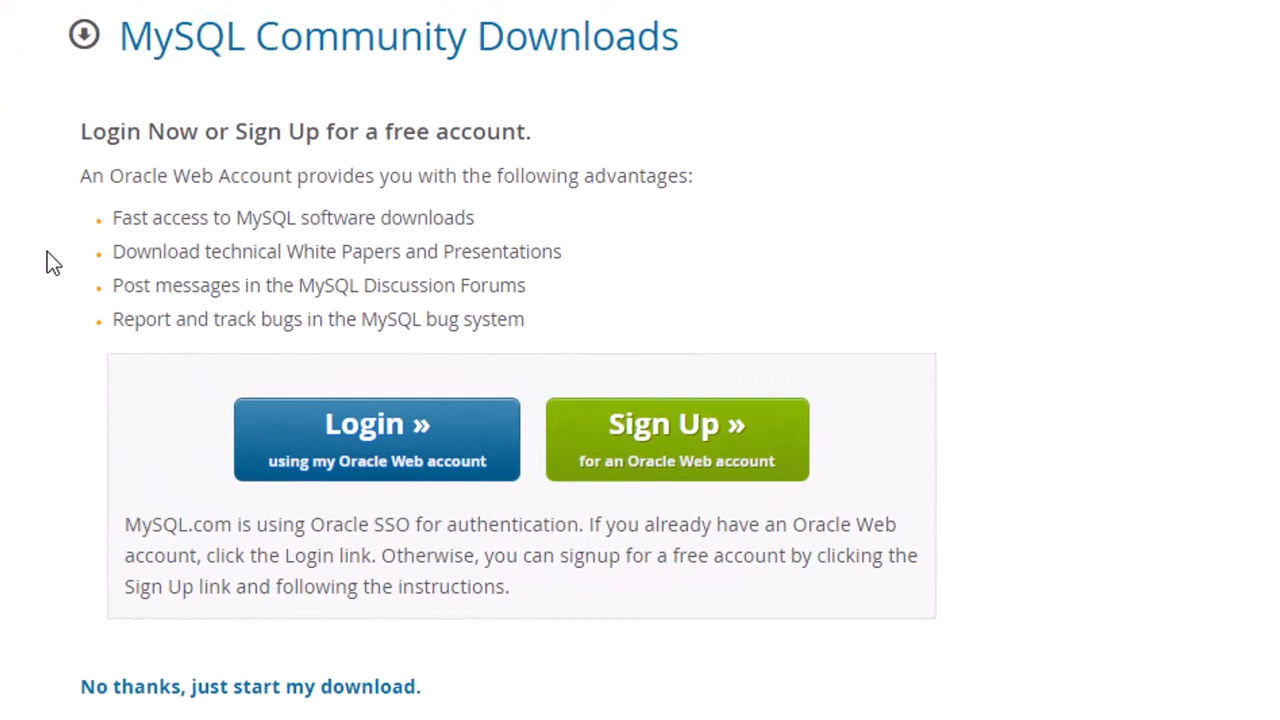 MySQL Community Downloads
Login Now or Sign Up for a free account.
An Oracle Web Account provides you with the following advantages:
Fast access to MySQL software downloads
Download technical White Papers and Presentations
Post messages in the MySQL Discussion Forums
Report and track bugs in the MySQL bug system
Login »
using my Oracle Web account
Sign Up »
for an Oracle Web account
MySQL.com is using Oracle SSO for authentication. If you already have an Oracle Web
account, click the Login link. Otherwise, you can signup for a free account by clicking the
Sign Up link and following the instructions.
No thanks, just start my download.